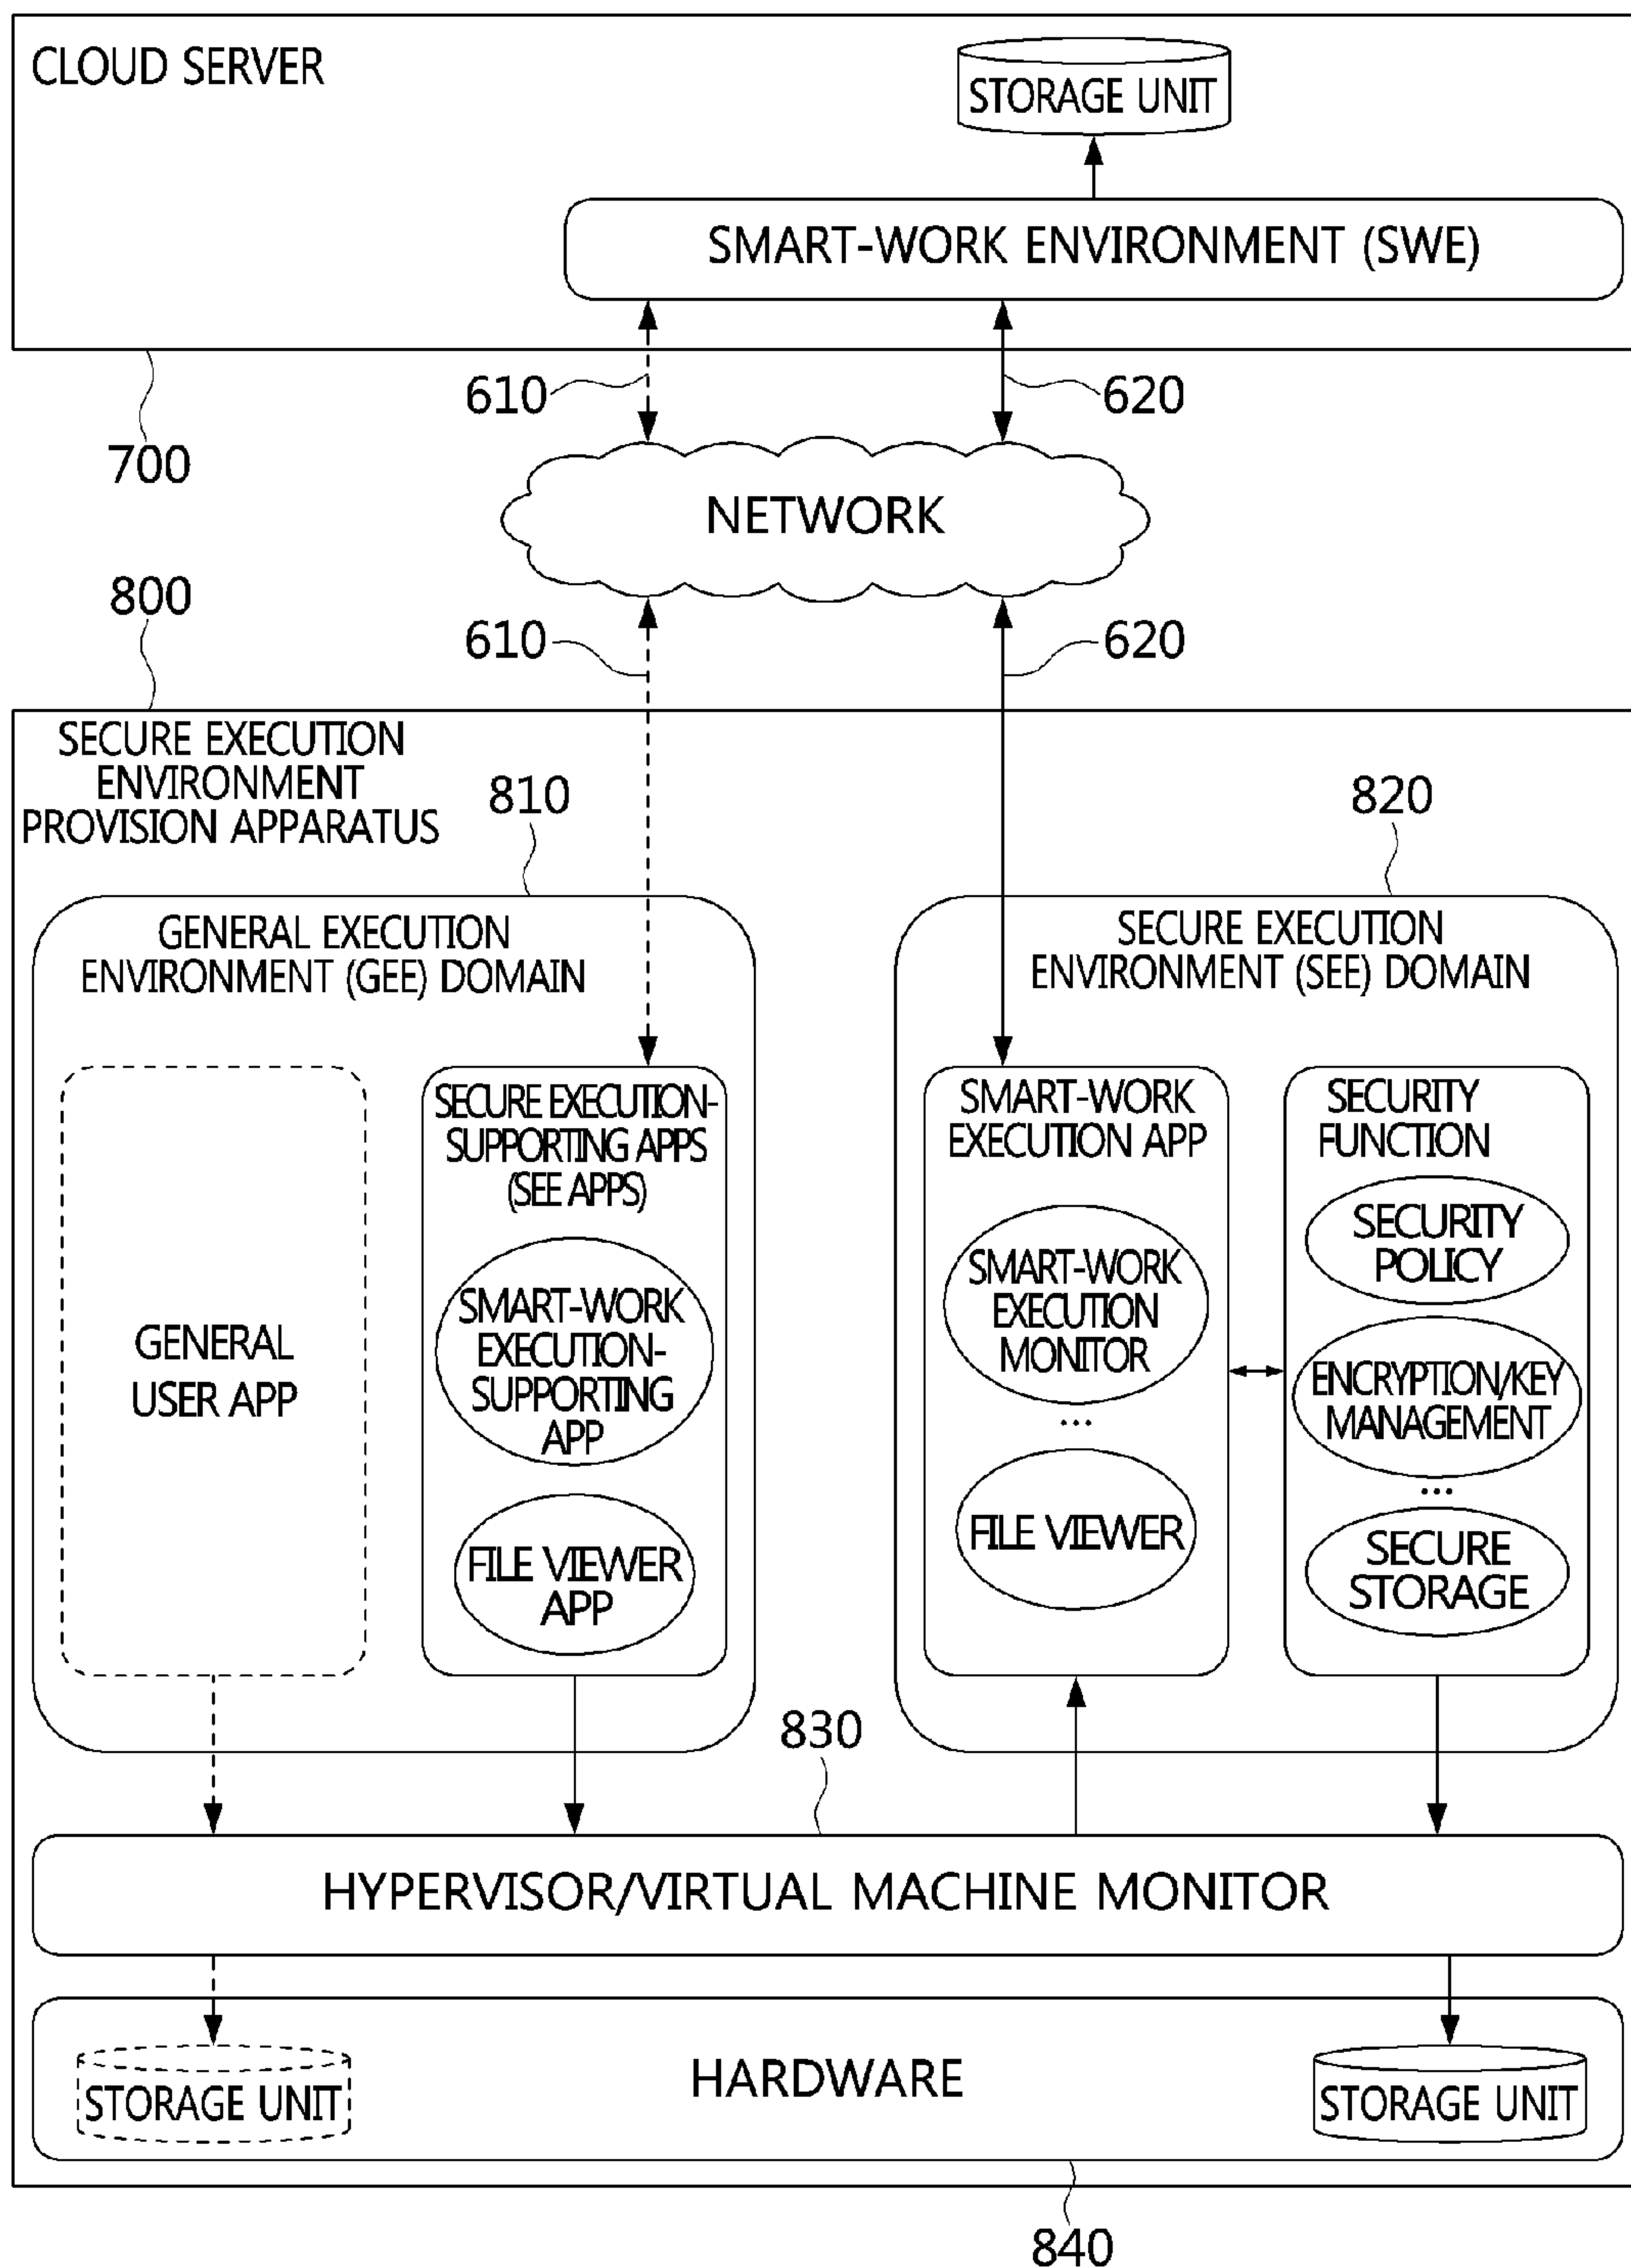 CLOUD SERVER
STORAGE UNIT
SMART-WORK ENVIRONMENT (SWE)
610
620
700
NETWORK
800
610
620
SECURE EXECUTION
ENVIRONMENT
PROVISION APPARATUS
810
820
GENERAL EXECUTION
ENVIRONMENT (GEE) DOMAIN
GENERAL
USER APP
SECURE EXECUTION-
SUPPORTING APPS
(SEE APPS)
SMART-WORK
EXECUTION-
SUPPORTING
APP
FILE VIEWER
APP
SECURE EXECUTION
ENVIRONMENT (SEE) DOMAIN
SMART-WORK
EXECUTION APP
SMART-WORK
EXECUTION
MONITOR
...
FILE VIEWER
SECURITY
FUNCTION
SECURITY
POLICY
ENCRYPTION/KEY
MANAGEMENT
...
SECURE
STORAGE
830
HYPERVISOR/VIRTUAL MACHINE MONITOR
STORAGE UNIT
HARDWARE
STORAGE UNIT
840